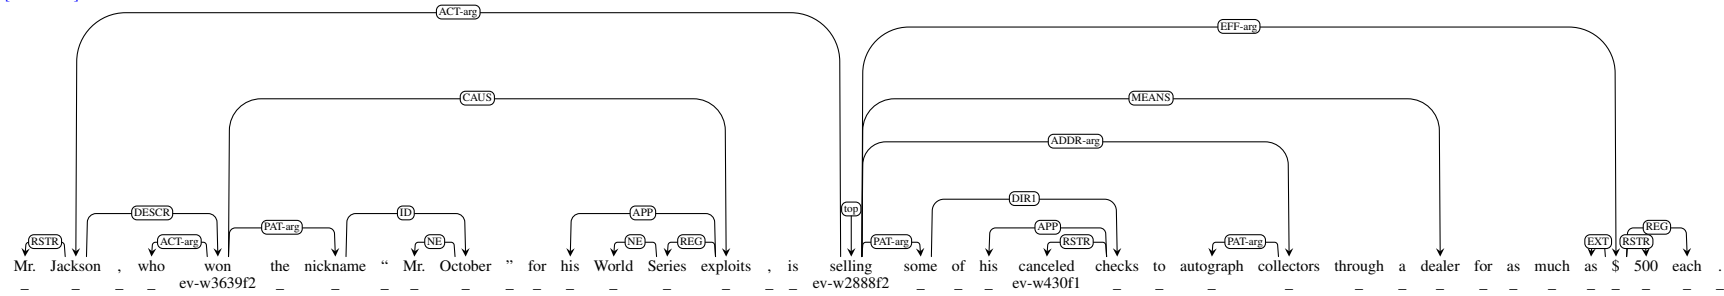 ACT-arg
EFF-arg
CAUS MEANS
ADDR-arg
DIR1
DESCR ID APP top
PAT-arg APP REG
RSTR ACT-arg NE NE REG PAT-arg RSTR PAT-arg EXT RSTR
Mr. Jackson , who won the nickname “ Mr. October ” for his World Series exploits , is selling some of his canceled checks to autograph collectors through a dealer for as much as $ 500 each .
_ _ _ _ ev-w3639f2 _ _ _ _ _ _ _ _ _ _ _ _ _ ev-w2888f2 _ _ _ ev-w430f1 _ _ _ _ _ _ _ _ _ _ _ _ _ _ _